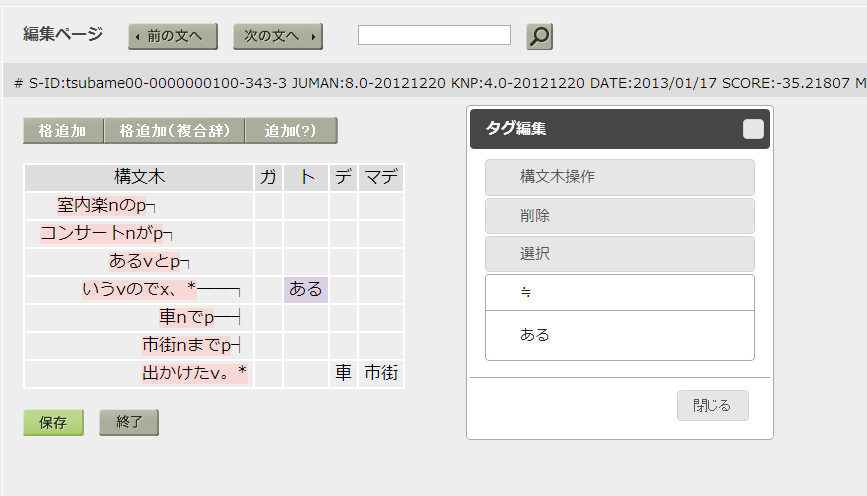 編集ページ 前の文へ 次の文へ
# S-ID:tsubame00-0000000100-343-3 JUMAN:8.0-20121220 KNP:4.0-20121220 DATE:2013/01/17 SCORE:-35.21807 M
格追加 格追加(複合辞) 追加(?)
構文木 ガ ト デ マデ
室内楽nのp┐
コンサートnがp┐
あるvとp┐
いうvのでx、*──┐ ある
車nでp─┤
市街nまでp┤
出かけたv。* 車 市街
保存 終了
タグ編集
構文木操作
削除
選択
≒
ある
閉じる